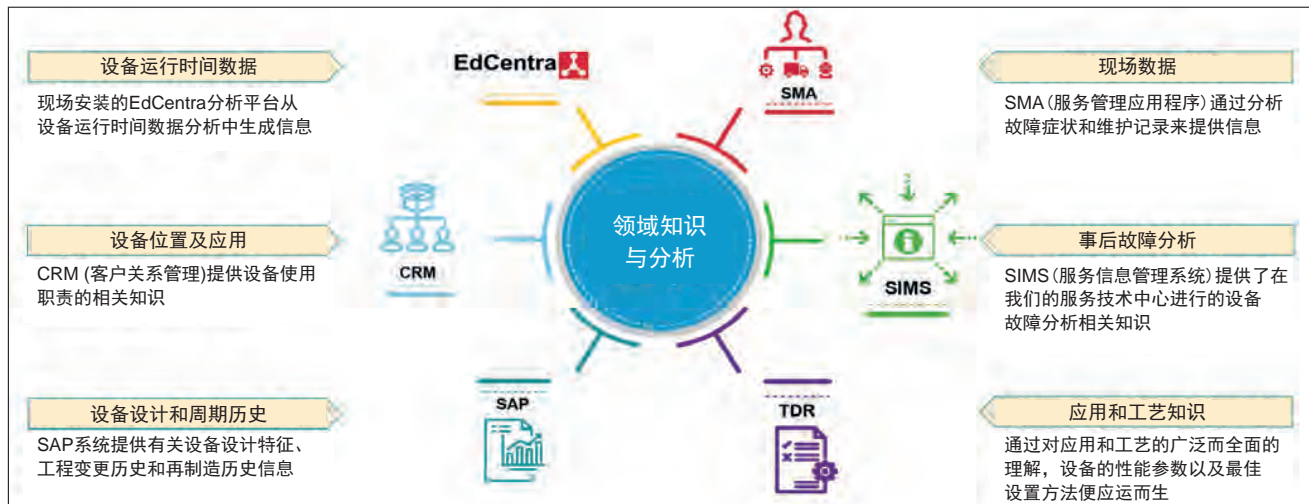 设备运行时间数据
现场安装的EdCentra分析平台从
设备运行时间数据分析中生成信息
设备位置及应用
CRM (客户关系管理)提供设备使用
职责的相关知识
设备设计和周期历史
SAP系统提供有关设备设计特征、
工程变更历史和再制造历史信息
EdCentra
SMA
CRM
领域知识
与分析
SIMS
SAP
TDR
现场数据
SMA(服务管理应用程序)通过分析
故障症状和维护记录来提供信息
事后故障分析
SIMS(服务信息管理系统)提供了在
我们的服务技术中心进行的设备
故障分析相关知识
应用和工艺知识
通过对应用和工艺的广泛而全面的
理解，设备的性能参数以及最佳
设置方法便应运而生